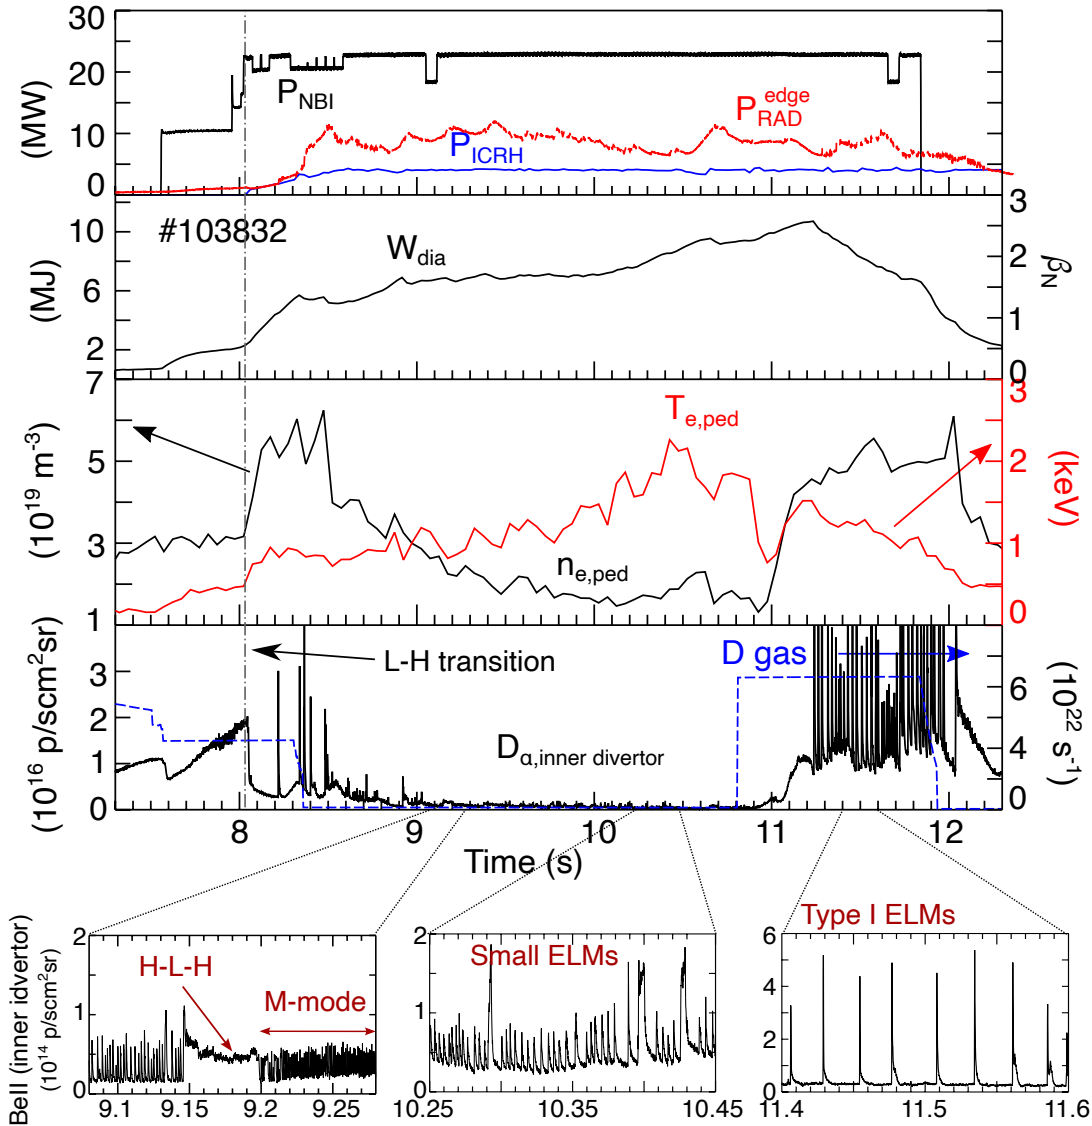 30
20
10
0
(MW)
P_NBI
P_RAD^edge
P_ICRH
#103832
W_dia
10
6
2
(MJ)
3
2
1
0
β_N
7
5
3
1
(10^19 m^-3)
T_e,ped
n_e,ped
3
2
1
0
(keV)
1
3
2
1
0
(10^16 p/scm^2sr)
L-H transition
D gas
D_α,inner divertor
6
4
2
0
(10^22 s^-1)
8
9
10
11
12
Time (s)
BeII (inner idvertor)
(10^14 p/scm^2sr)
2
1
0
H-L-H
M-mode
9.1
9.15
9.2
9.25
2
1
0
Small ELMs
10.25
10.35
10.45
Type I ELMs
6
4
2
0
11.4
11.5
11.6